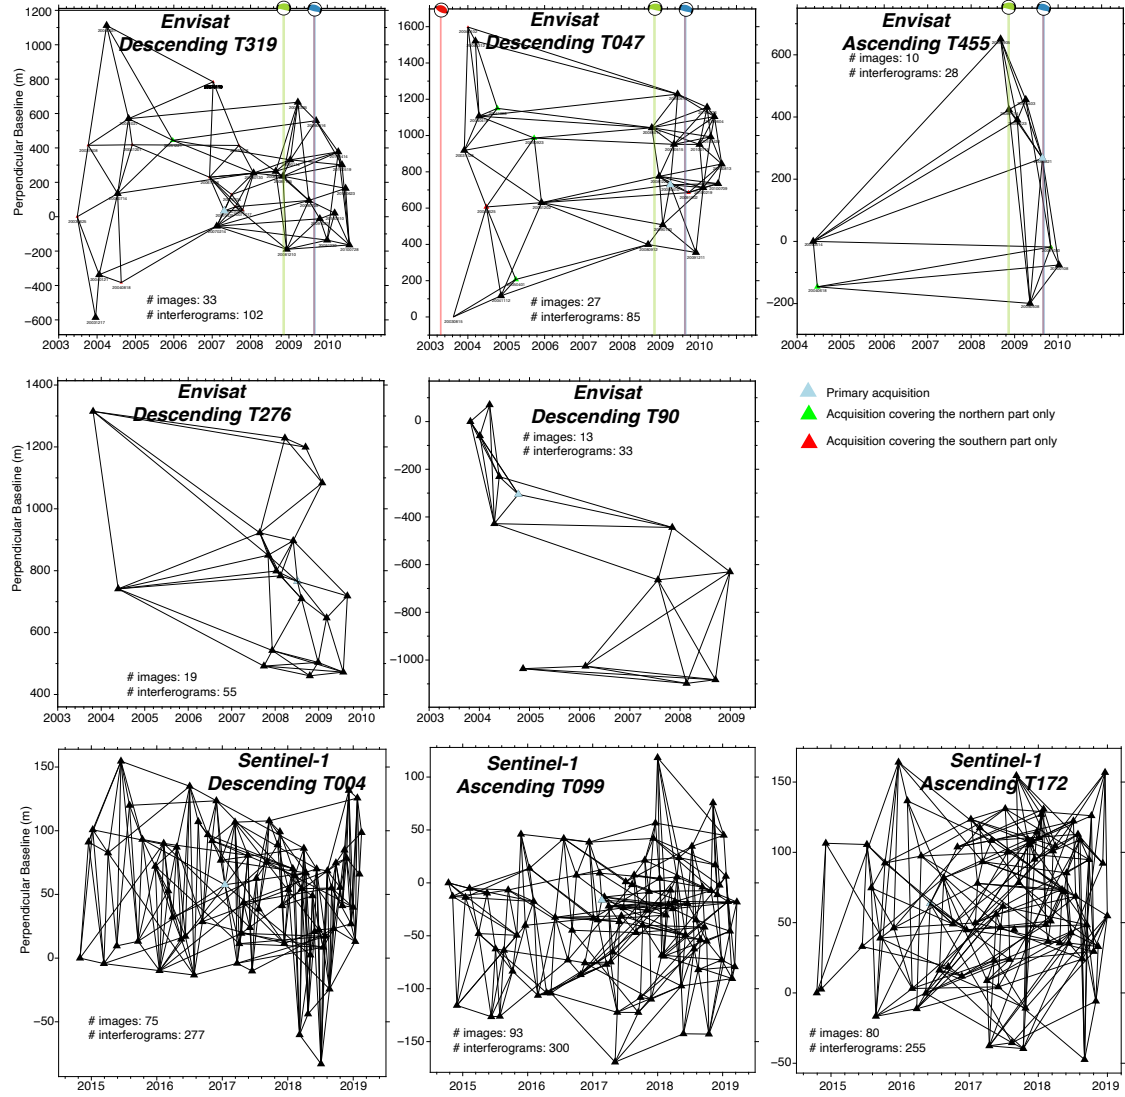 Envisat
Descending T319
Perpendicular Baseline (m)
1200
1000
800
600
400
200
0
−200
−400
−600
# images: 33
# interferograms: 102
2003 2004 2005 2006 2007 2008 2009 2010
Envisat
Descending T047
1600
1400
1200
1000
800
600
400
200
0
# images: 27
# interferograms: 85
2003 2004 2005 2006 2007 2008 2009 2010
Envisat
Ascending T455
# images: 10
# interferograms: 28
600
400
200
0
−200
2004 2005 2006 2007 2008 2009 2010
Envisat
Descending T276
Perpendicular Baseline (m)
1400
1200
1000
800
600
400
# images: 19
# interferograms: 55
2003 2004 2005 2006 2007 2008 2009 2010
Envisat
Descending T90
# images: 13
# interferograms: 33
0
−200
−400
−600
−800
−1000
2003 2004 2005 2006 2007 2008 2009
Primary acquisition
Acquisition covering the northern part only
Acquisition covering the southern part only
Sentinel-1
Descending T004
Perpendicular Baseline (m)
150
100
50
0
−50
# images: 75
# interferograms: 277
2015 2016 2017 2018 2019
Sentinel-1
Ascending T099
100
50
0
−50
−100
−150
# images: 93
# interferograms: 300
2015 2016 2017 2018 2019
Sentinel-1
Ascending T172
150
100
50
0
−50
# images: 80
# interferograms: 255
2015 2016 2017 2018 2019